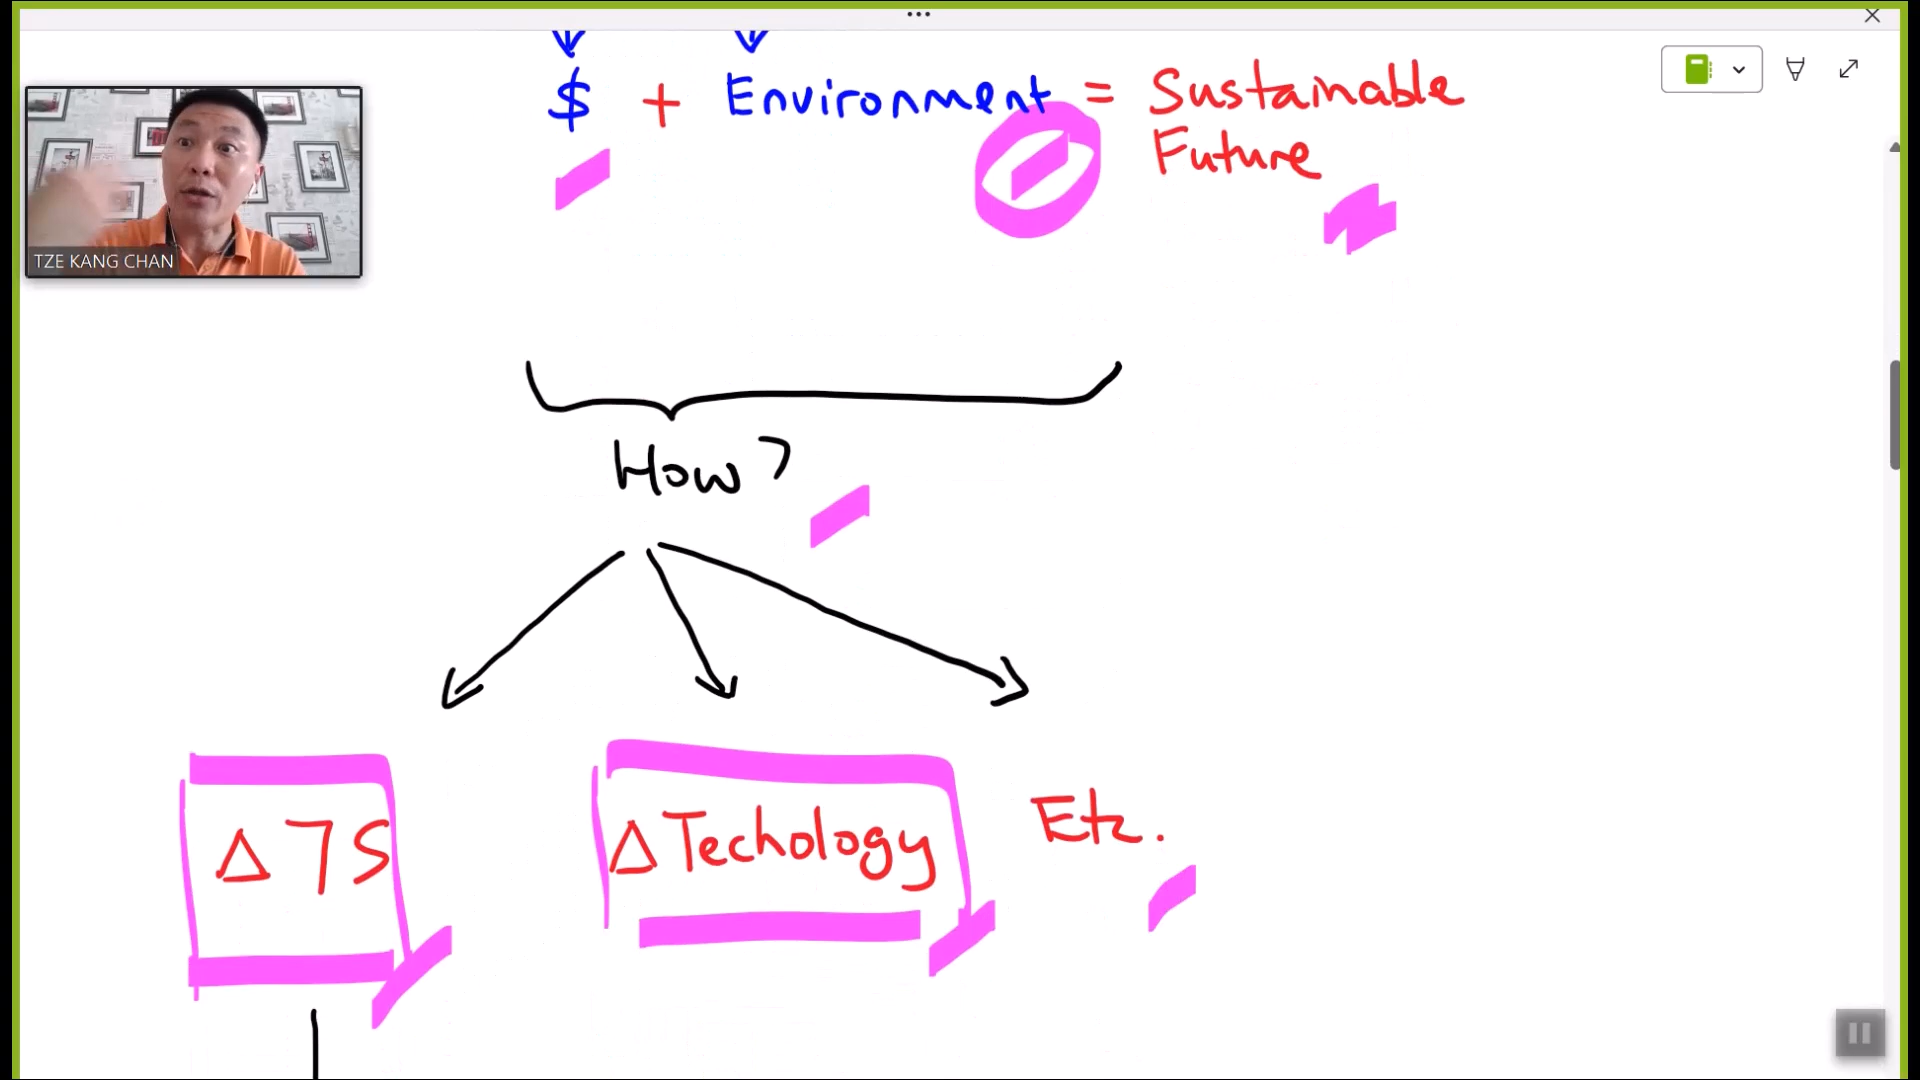 $ + Environment = Sustainable
Future
TZE KANG CHAN
How?
Δ 7S
Δ Techology
Etc.